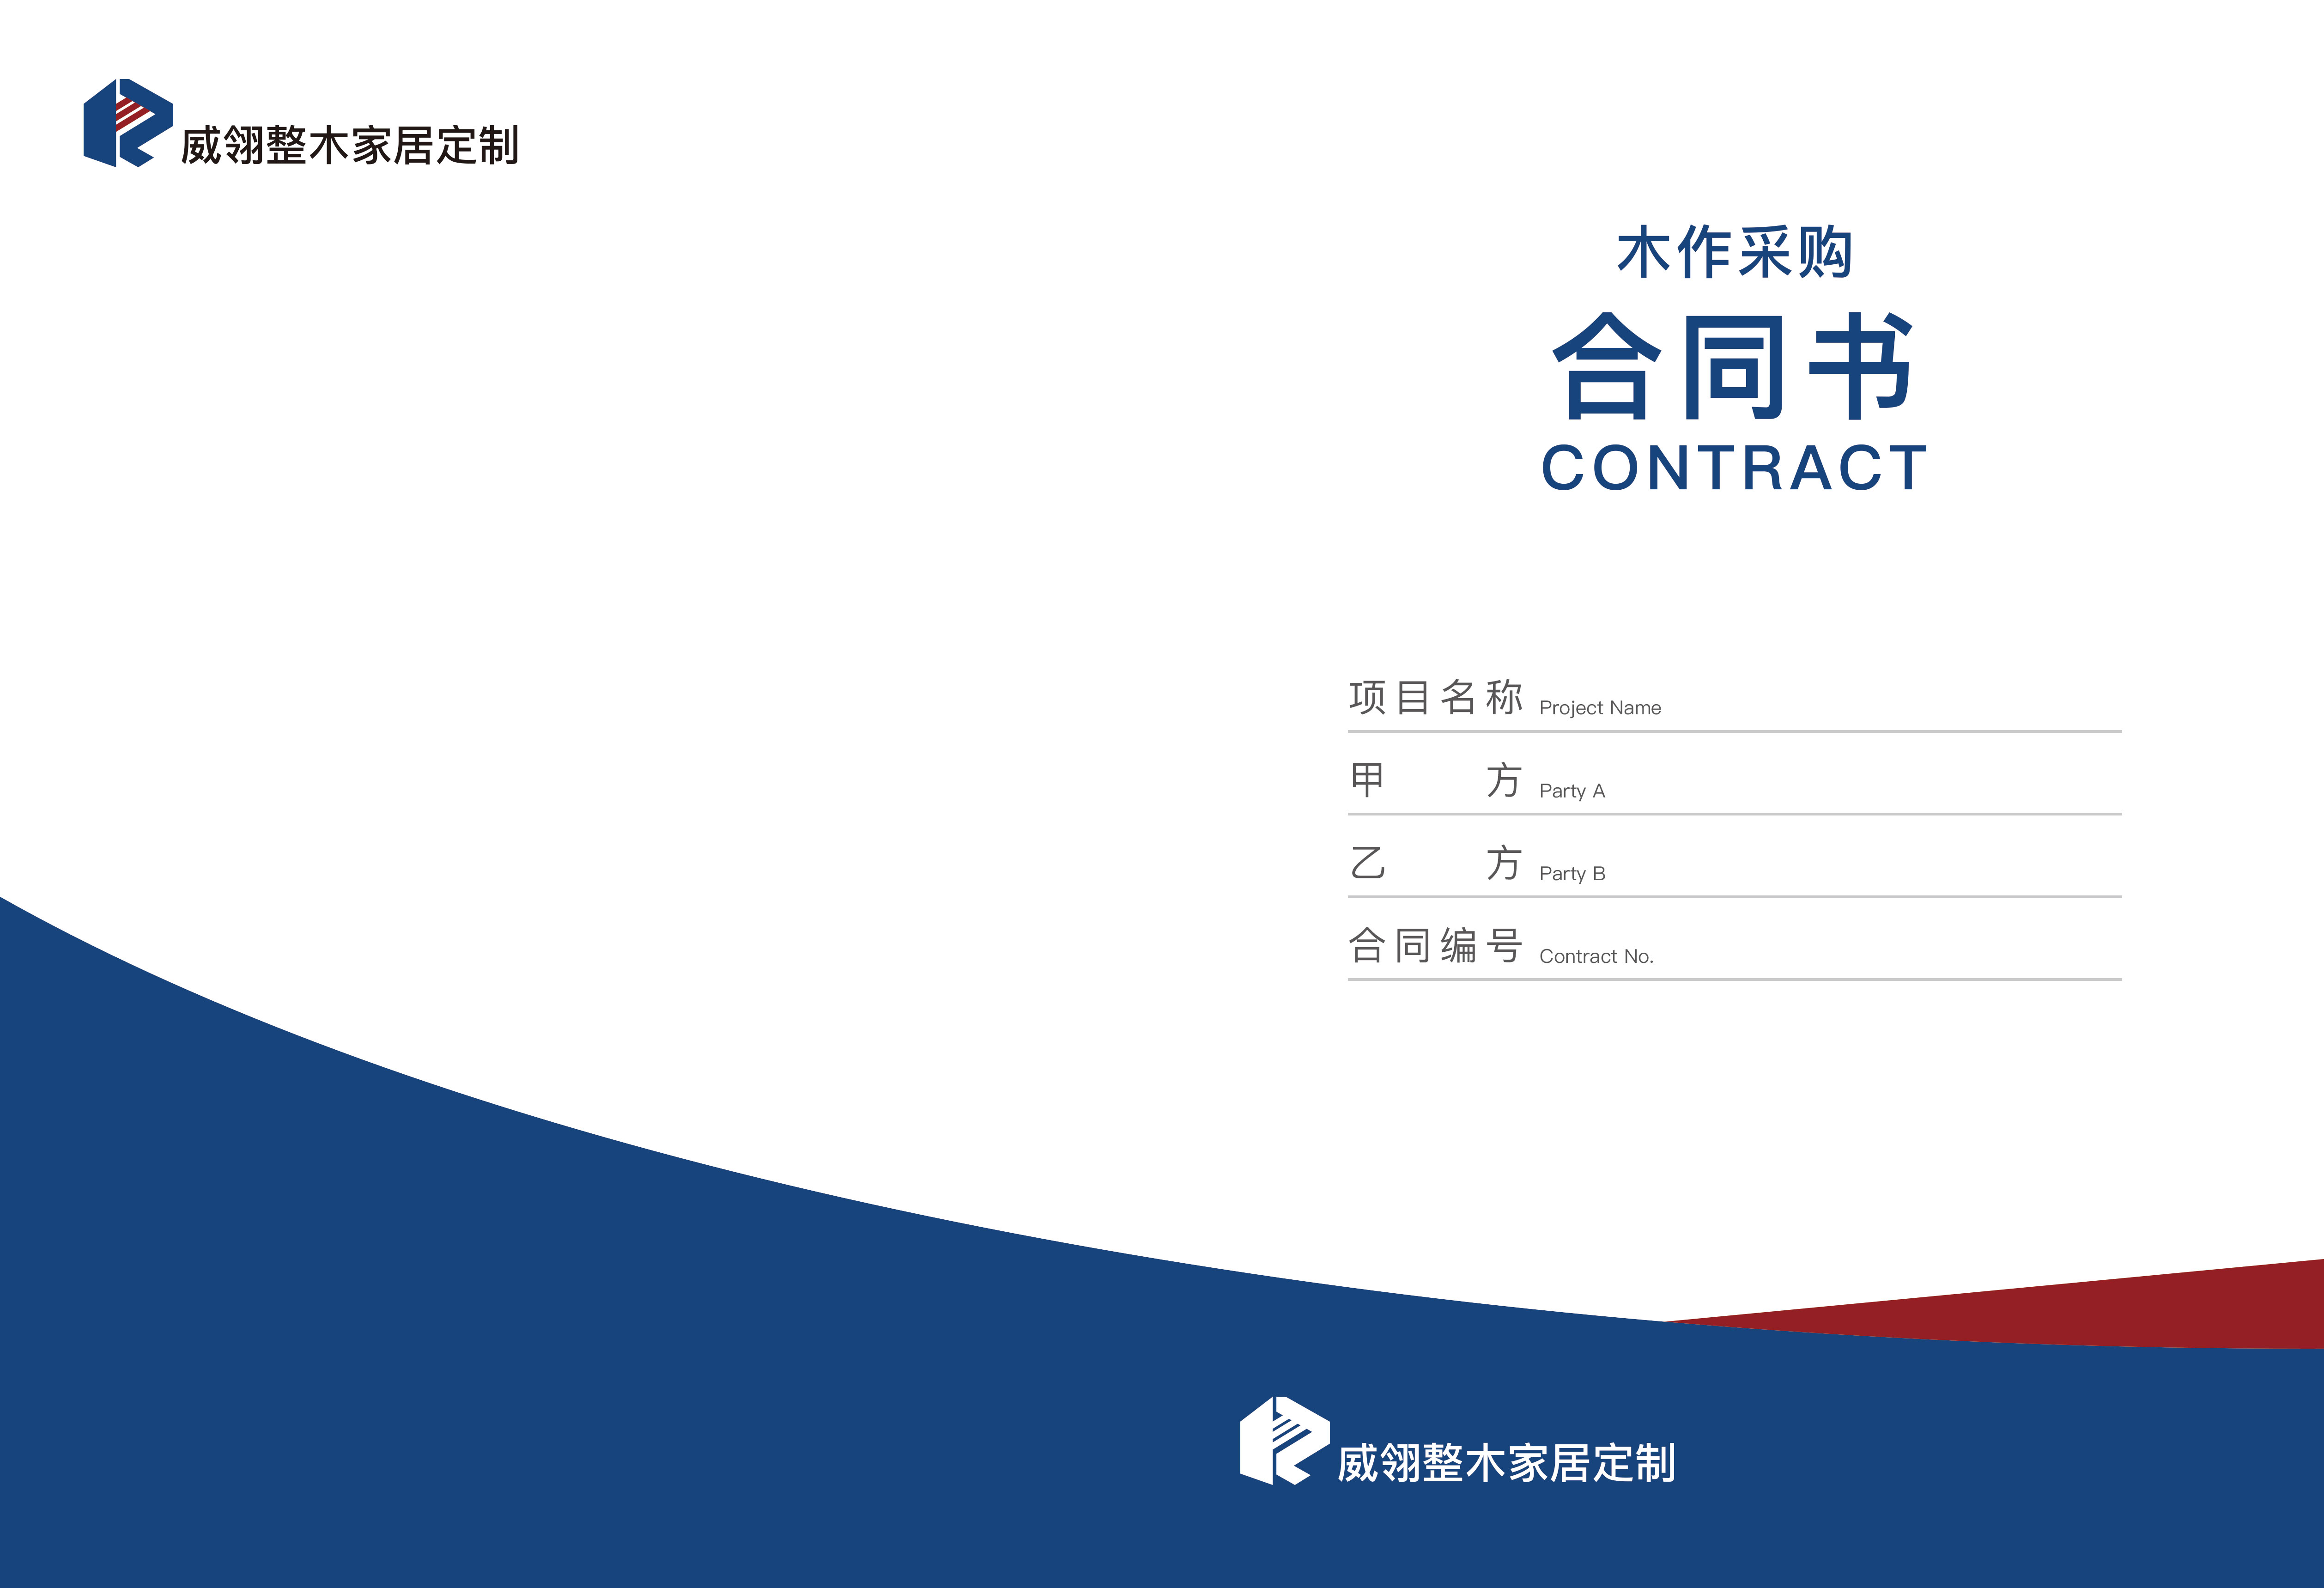 威翎整木家居定制
木作采购
合同书
CONTRACT
项目名称 Project Name
甲方 Party A
乙方 Party B
合同编号 Contract No.
威翎整木家居定制